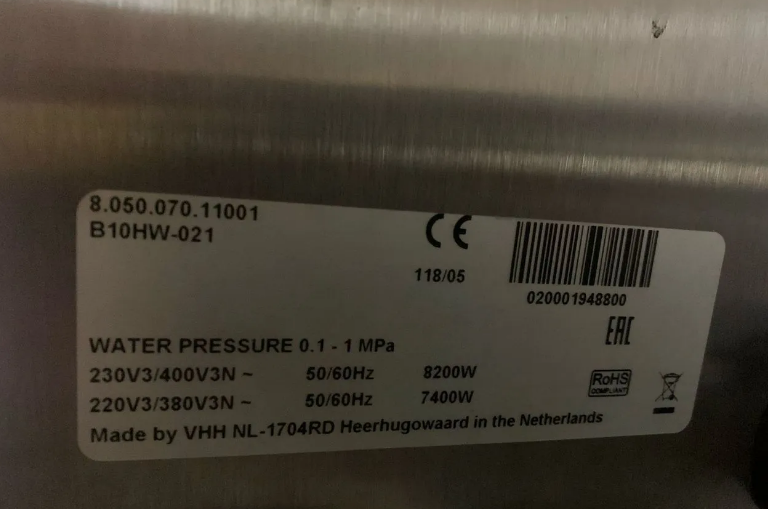 8.050.070.11001
B10HW-021
CE
118/05
020001948800
EAC
WATER PRESSURE 0.1 - 1 MPa
230V3/400V3N ~ 50/60Hz 8200W
220V3/380V3N ~ 50/60Hz 7400W
RoHS
COMPLIANT
Made by VHH NL-1704RD Heerhugowaard in the Netherlands